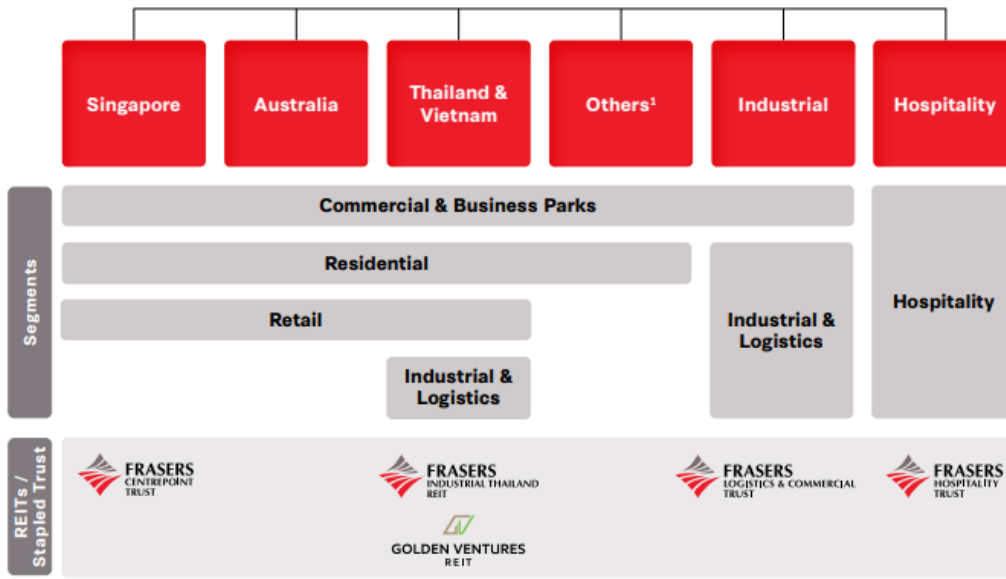 Singapore
Australia
Thailand &
Vietnam
Others¹
Industrial
Hospitality
Segments
Commercial & Business Parks
Residential
Retail
Industrial &
Logistics
Industrial &
Logistics
Hospitality
REITs /
Stapled Trust
FRASERS
CENTREPOINT
TRUST
FRASERS
INDUSTRIAL THAILAND
REIT
GOLDEN VENTURES
REIT
FRASERS
LOGISTICS & COMMERCIAL
TRUST
FRASERS
HOSPITALITY
TRUST